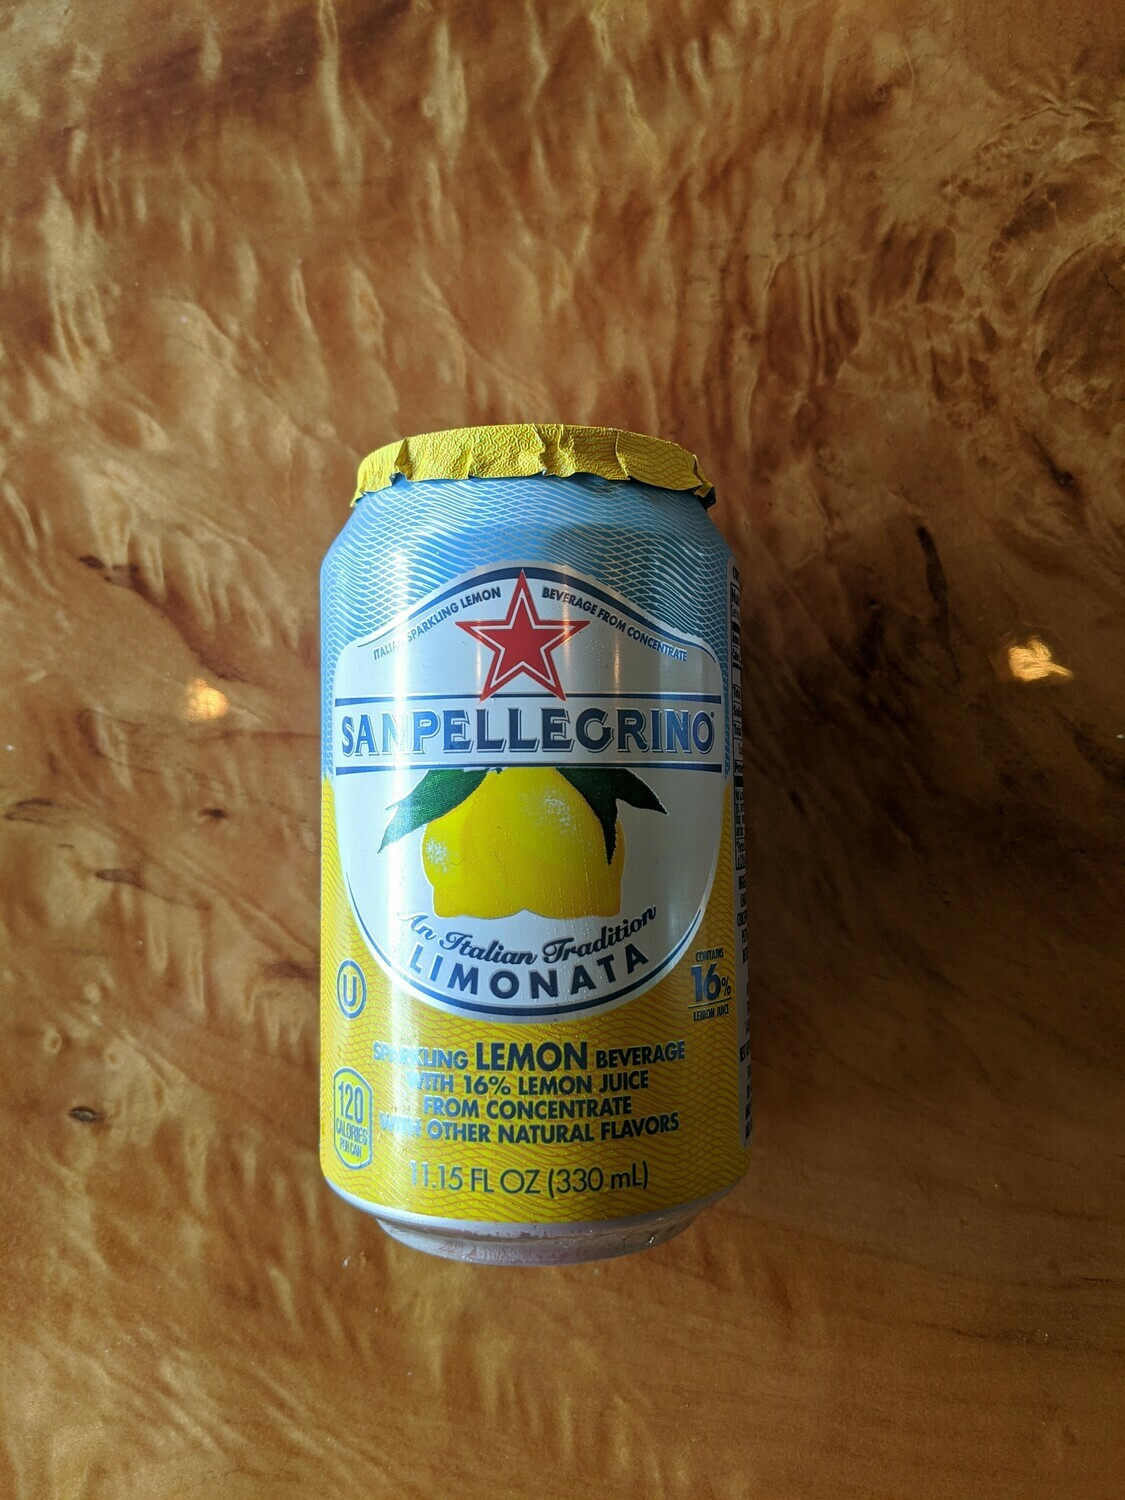 ITALIAN SPARKLING LEMON BEVERAGE FROM CONCENTRATE
SANPELLEGRINO
An Italian Tradition
LIMONATA
U
CONTAINS
16%
LEMON JUICE
SPARKLING LEMON BEVERAGE
WITH 16% LEMON JUICE
FROM CONCENTRATE
WITH OTHER NATURAL FLAVORS
120
CALORIES
PER CAN
11.15 FL OZ (330 mL)